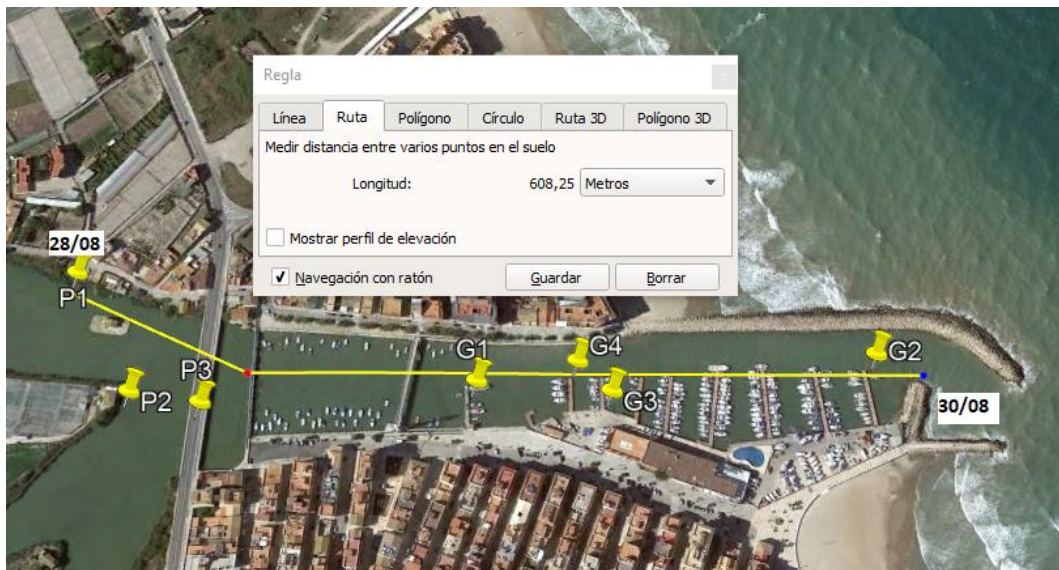 Regla
Línea Ruta Polígono Círculo Ruta 3D Polígono 3D
Medir distancia entre varios puntos en el suelo
Longitud: 608,25 Metros
Mostrar perfil de elevación
Navegación con ratón Guardar Borrar
28/08
P1
P2
P3
G1
G4
G3
G2
30/08